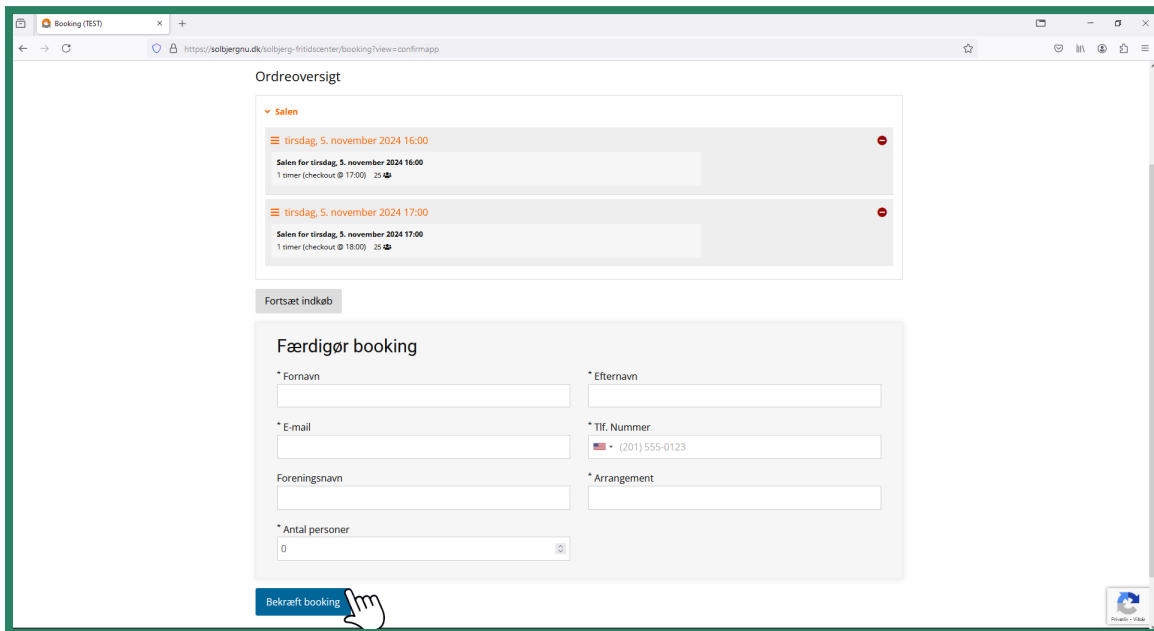 Booking (TEST)
https://solbjergnu.dk/solbjerg-fritidscenter/booking?view=confirmapp
Ordreoversigt
Salen
tirsdag, 5. november 2024 16:00
Salen for tirsdag, 5. november 2024 16:00
1 timer (checkout @ 17:00) 25
tirsdag, 5. november 2024 17:00
Salen for tirsdag, 5. november 2024 17:00
1 timer (checkout @ 18:00) 25
Fortsæt indkøb
Færdigør booking
* Fornavn
* Efternavn
* E-mail
* Tlf. Nummer
(201) 555-0123
Foreningsnavn
* Arrangement
* Antal personer
0
Bekræft booking
Privatliv - Vilkår